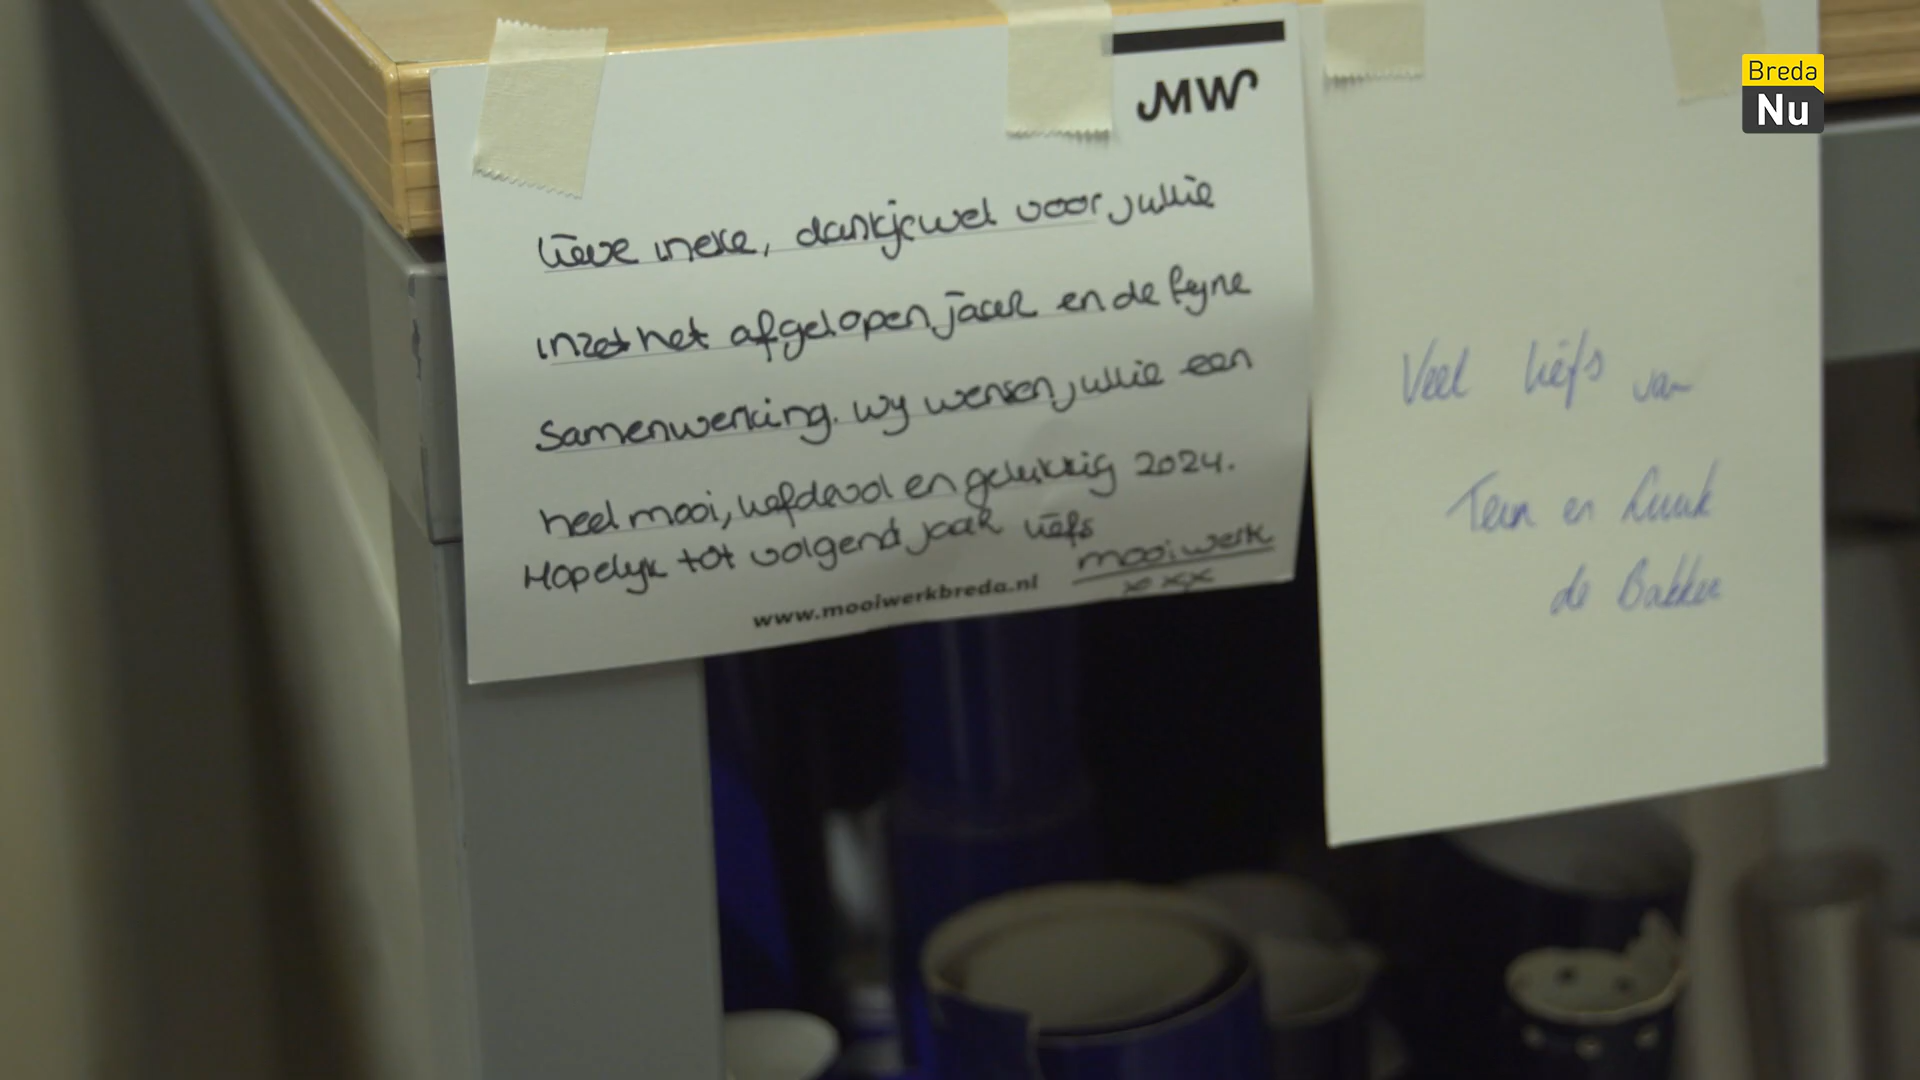 MW
lieve ineke, dankjewel voor jullie
inzet het afgelopen jaar en de fijne
samenwerking. wij wensen jullie een
heel mooi, liefdevol en gelukkig 2024.
Hopelijk tot volgend jaar liefs
mooiwerk
xxx
www.mooiwerkbreda.nl
Veel liefs van
Teun en Luuk
de Bakker
Breda
Nu